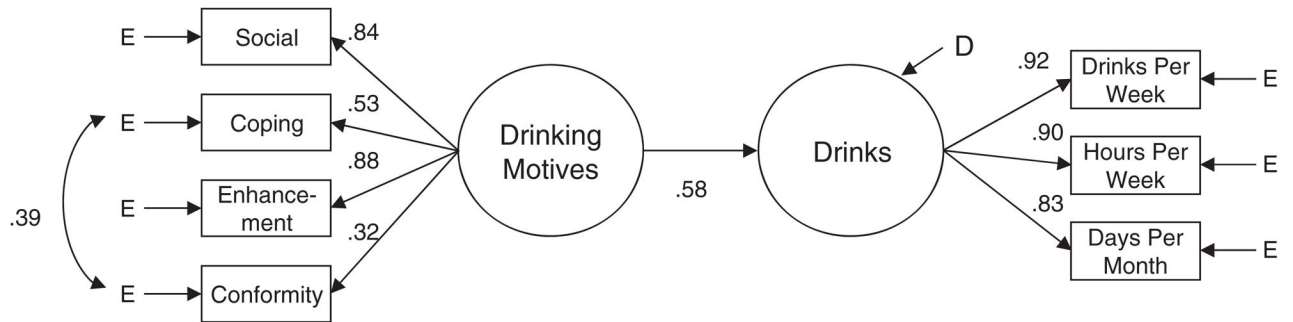 E
Social
.84
E
Coping
.53
E
Enhance-
ment
.88
E
Conformity
.32
.39
Drinking
Motives
.58
Drinks
D
.92
Drinks Per
Week
E
.90
Hours Per
Week
E
.83
Days Per
Month
E